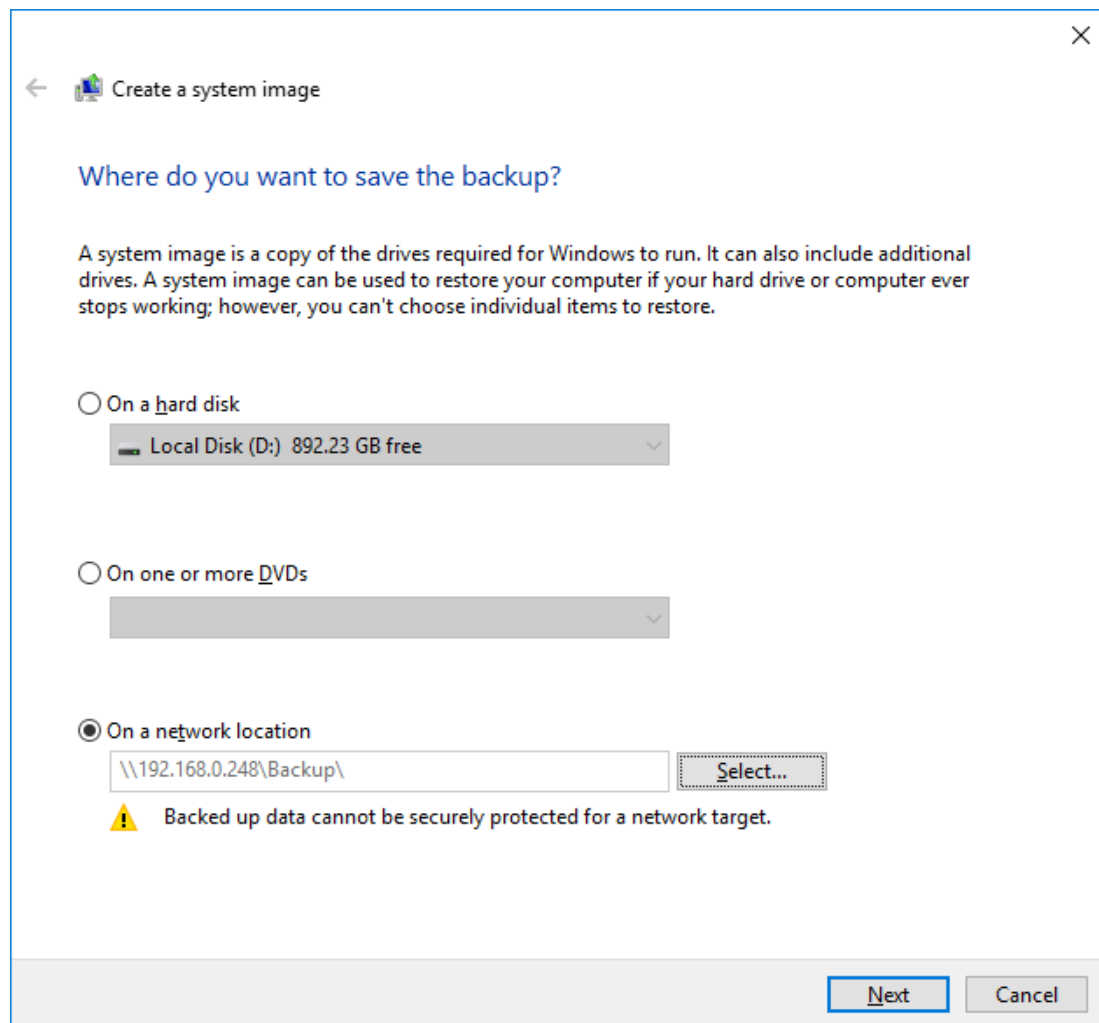 Create a system image
Where do you want to save the backup?
A system image is a copy of the drives required for Windows to run. It can also include additional
drives. A system image can be used to restore your computer if your hard drive or computer ever
stops working; however, you can't choose individual items to restore.
On a hard disk
Local Disk (D:)  892.23 GB free
On one or more DVDs
On a network location
\\192.168.0.248\Backup\
Select...
Backed up data cannot be securely protected for a network target.
Next
Cancel